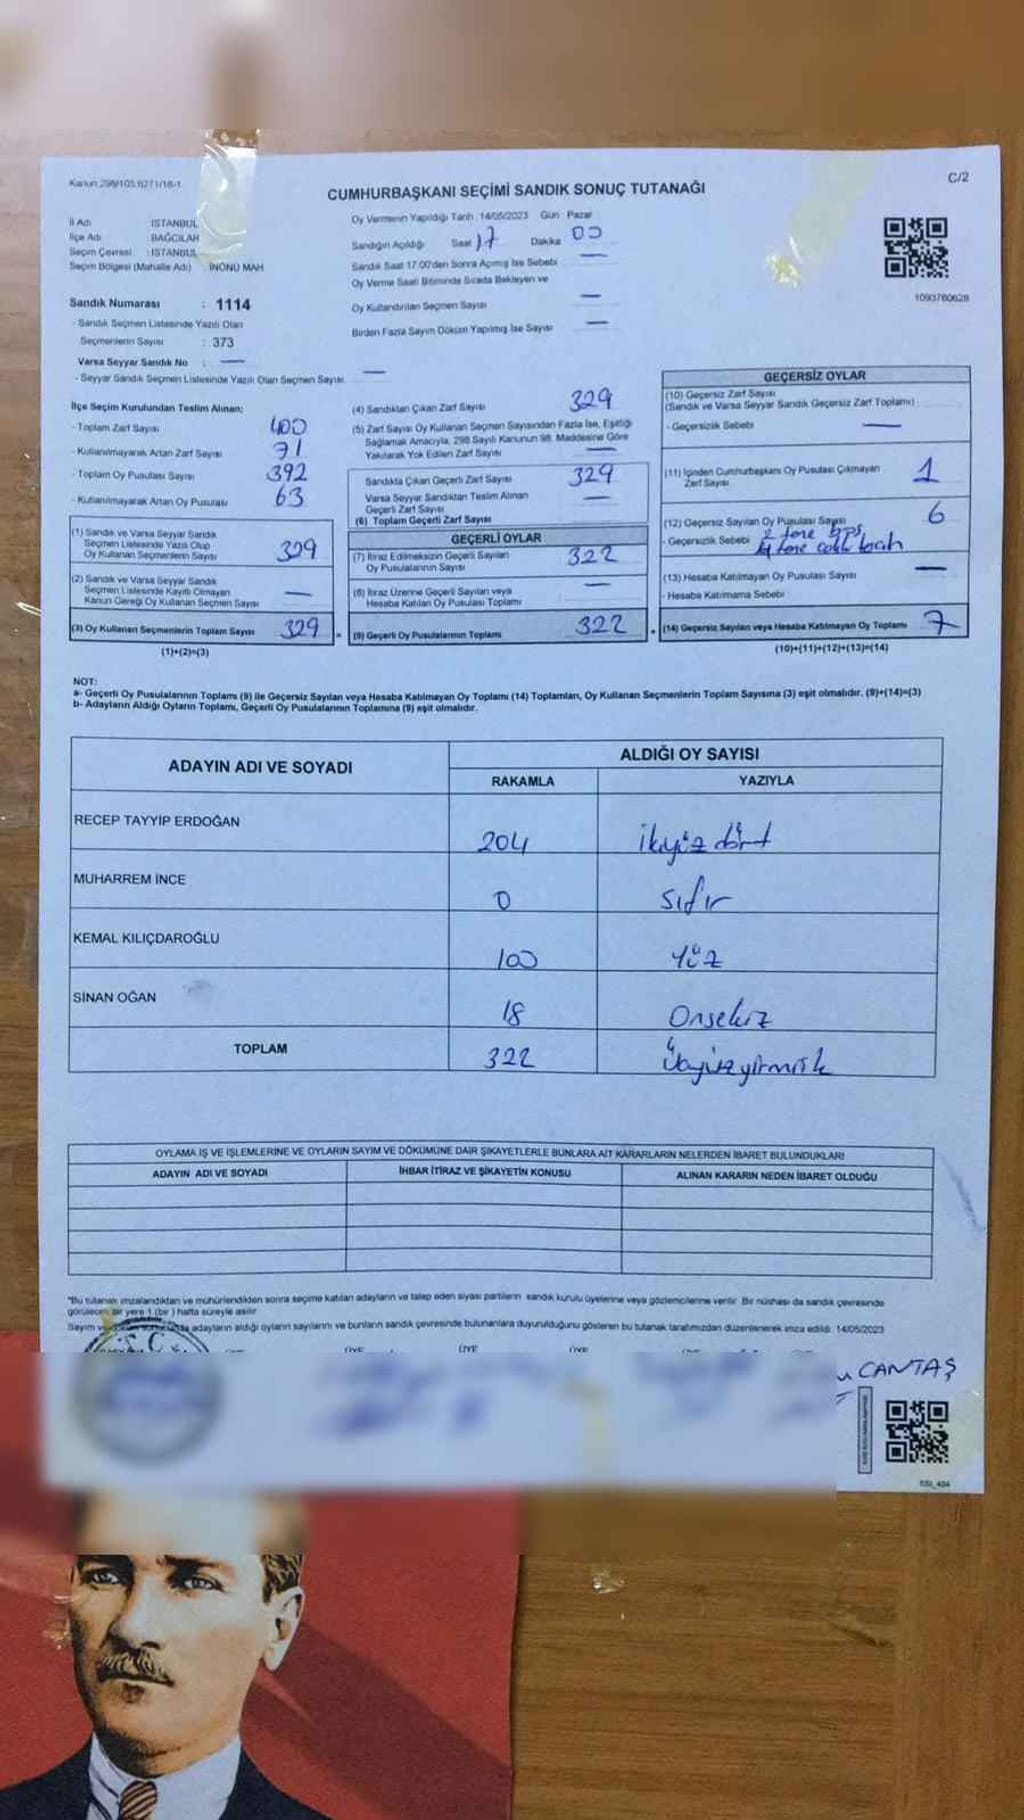 Kanun:298/105;6271/18-1
C/2
CUMHURBAŞKANI SEÇİMİ SANDIK SONUÇ TUTANAĞI
İl Adı : İSTANBUL
İlçe Adı : BAĞCILAR
Seçim Çevresi : İSTANBUL
Seçim Bölgesi (Mahalle Adı) : İNÖNÜ MAH
Oy Vermenin Yapıldığı Tarih : 14/05/2023 Gün : Pazar
Sandığın Açıldığı Saat 17 Dakika 00
Sandık Saat 17:00'den Sonra Açılmış İse Sebebi —
Oy Verme Saati Bitiminde Sırada Bekleyen ve
Oy Kullandırılan Seçmen Sayısı —
Birden Fazla Sayım Döküm Yapılmış İse Sayısı —
1093780628
Sandık Numarası : 1114
- Sandık Seçmen Listesinde Yazılı Olan
Seçmenlerin Sayısı : 373
Varsa Seyyar Sandık No : —
- Seyyar Sandık Seçmen Listesinde Yazılı Olan Seçmen Sayısı —
İlçe Seçim Kurulundan Teslim Alınan;
- Toplam Zarf Sayısı 400
- Kullanılmayarak Artan Zarf Sayısı 71
- Toplam Oy Pusulası Sayısı 392
- Kullanılmayarak Artan Oy Pusulası 63
(1) Sandık ve Varsa Seyyar Sandık
Seçmen Listesinde Yazılı Olup
Oy Kullanan Seçmenlerin Sayısı 329
(2) Sandık ve Varsa Seyyar Sandık
Seçmen Listesinde Kayıtlı Olmayan
Kanun Gereği Oy Kullanan Seçmen Sayısı —
(3) Oy Kullanan Seçmenlerin Toplam Sayısı 329
(1)+(2)=(3)
(4) Sandıktan Çıkan Zarf Sayısı 329
(5) Zarf Sayısı Oy Kullanan Seçmen Sayısından Fazla İse, Eşitliği
Sağlamak Amacıyla, 298 Sayılı Kanunun 98. Maddesine Göre
Yakılarak Yok Edilen Zarf Sayısı —
Sandıkta Çıkan Geçerli Zarf Sayısı 329
Varsa Seyyar Sandıktan Teslim Alınan
Geçerli Zarf Sayısı —
(6) Toplam Geçerli Zarf Sayısı
GEÇERLİ OYLAR
(7) İtiraz Edilmeksizin Geçerli Sayılan
Oy Pusulalarının Sayısı 322
(8) İtiraz Üzerine Geçerli Sayılan veya
Hesaba Katılan Oy Pusulası Toplamı —
(9) Geçerli Oy Pusulalarının Toplamı 322
GEÇERSİZ OYLAR
(10) Geçersiz Zarf Sayısı
(Sandık ve Varsa Seyyar Sandık Geçersiz Zarf Toplamı)
- Geçersizlik Sebebi —
(11) İçinden Cumhurbaşkanı Oy Pusulası Çıkmayan
Zarf Sayısı 1
(12) Geçersiz Sayılan Oy Pusulası Sayısı 6
- Geçersizlik Sebebi 2 tane boş
4 tane
(13) Hesaba Katılmayan Oy Pusulası Sayısı —
- Hesaba Katılmama Sebebi
(14) Geçersiz Sayılan veya Hesaba Katılmayan Oy Toplamı 7
(10)+(11)+(12)+(13)=(14)
NOT:
a- Geçerli Oy Pusulalarının Toplamı (9) ile Geçersiz Sayılan veya Hesaba Katılmayan Oy Toplamı (14) Toplamları, Oy Kullanan Seçmenlerin Toplam Sayısına (3) eşit olmalıdır. (9)+(14)=(3)
b- Adayların Aldığı Oyların Toplamı, Geçerli Oy Pusulalarının Toplamına (9) eşit olmalıdır.
ADAYIN ADI VE SOYADI
ALDIĞI OY SAYISI
RAKAMLA YAZIYLA
RECEP TAYYİP ERDOĞAN 204 ikiyüz dört
MUHARREM İNCE 0 sıfır
KEMAL KILIÇDAROĞLU 100 Yüz
SİNAN OĞAN 18 Onsekiz
TOPLAM 322 Üçyüzyirmiik
OYLAMA İŞ VE İŞLEMLERİNE VE OYLARIN SAYIM VE DÖKÜMÜNE DAİR ŞİKAYETLERLE BUNLARA AİT KARARLARIN NELERDEN İBARET BULUNDUKLARI
ADAYIN ADI VE SOYADI
İHBAR İTİRAZ VE ŞİKAYETİN KONUSU
ALINAN KARARIN NEDEN İBARET OLDUĞU
*Bu tutanak imzalandıktan ve mühürlendikten sonra seçime katılan adayların ve talep eden siyasi partilerin sandık kurulu üyelerine veya gözlemcilerine verilir. Bir nüshası da sandık çevresinde
görülecek bir yere 1 (bir) hafta süreyle asılır.
Sayım ve adayların aldığı oyların sayılarını ve bunların sandık çevresinde bulunanlara duyurulduğunu gösteren bu tutanak tarafımızdan düzenlenerek imza edildi. 14/05/2023
T.C.
ÜYE ÜYE ÜYE
CANTAŞ